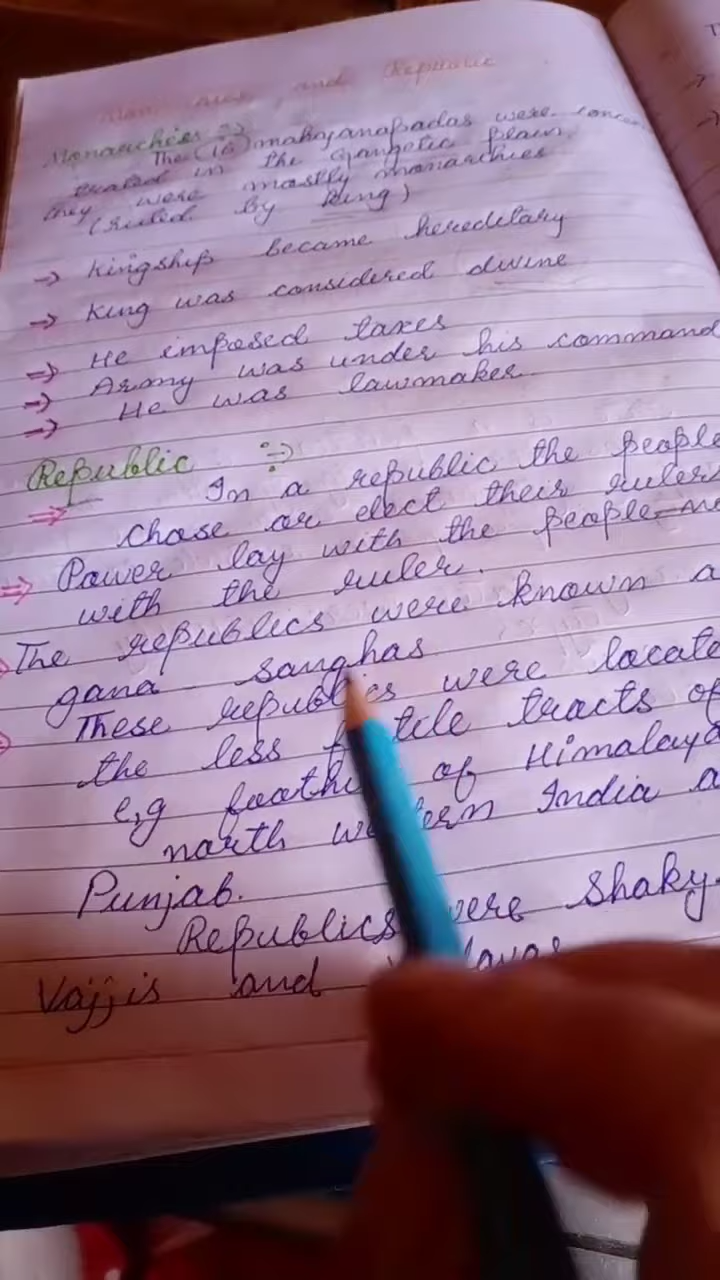 and Republic
Monarchies :->
The (16) mahajanapadas were concen
trated in the Gangetic plain.
They were mostly monarchies
(ruled by king)
→ Kingship became hereditary
→ King was considered divine
⇒ He imposed taxes
→ Army was under his command
→ He was lawmaker.
Republic :->
⇒ In a republic the people
chose or elect their rulers
⇒ Power lay with the people
with the ruler.
The republics were known a
gana - sanghas
These republics were locate
the less tile tracts of
e,g of Himalaya
north India a
Punjab.
Republics were Shaky
Vajjis and